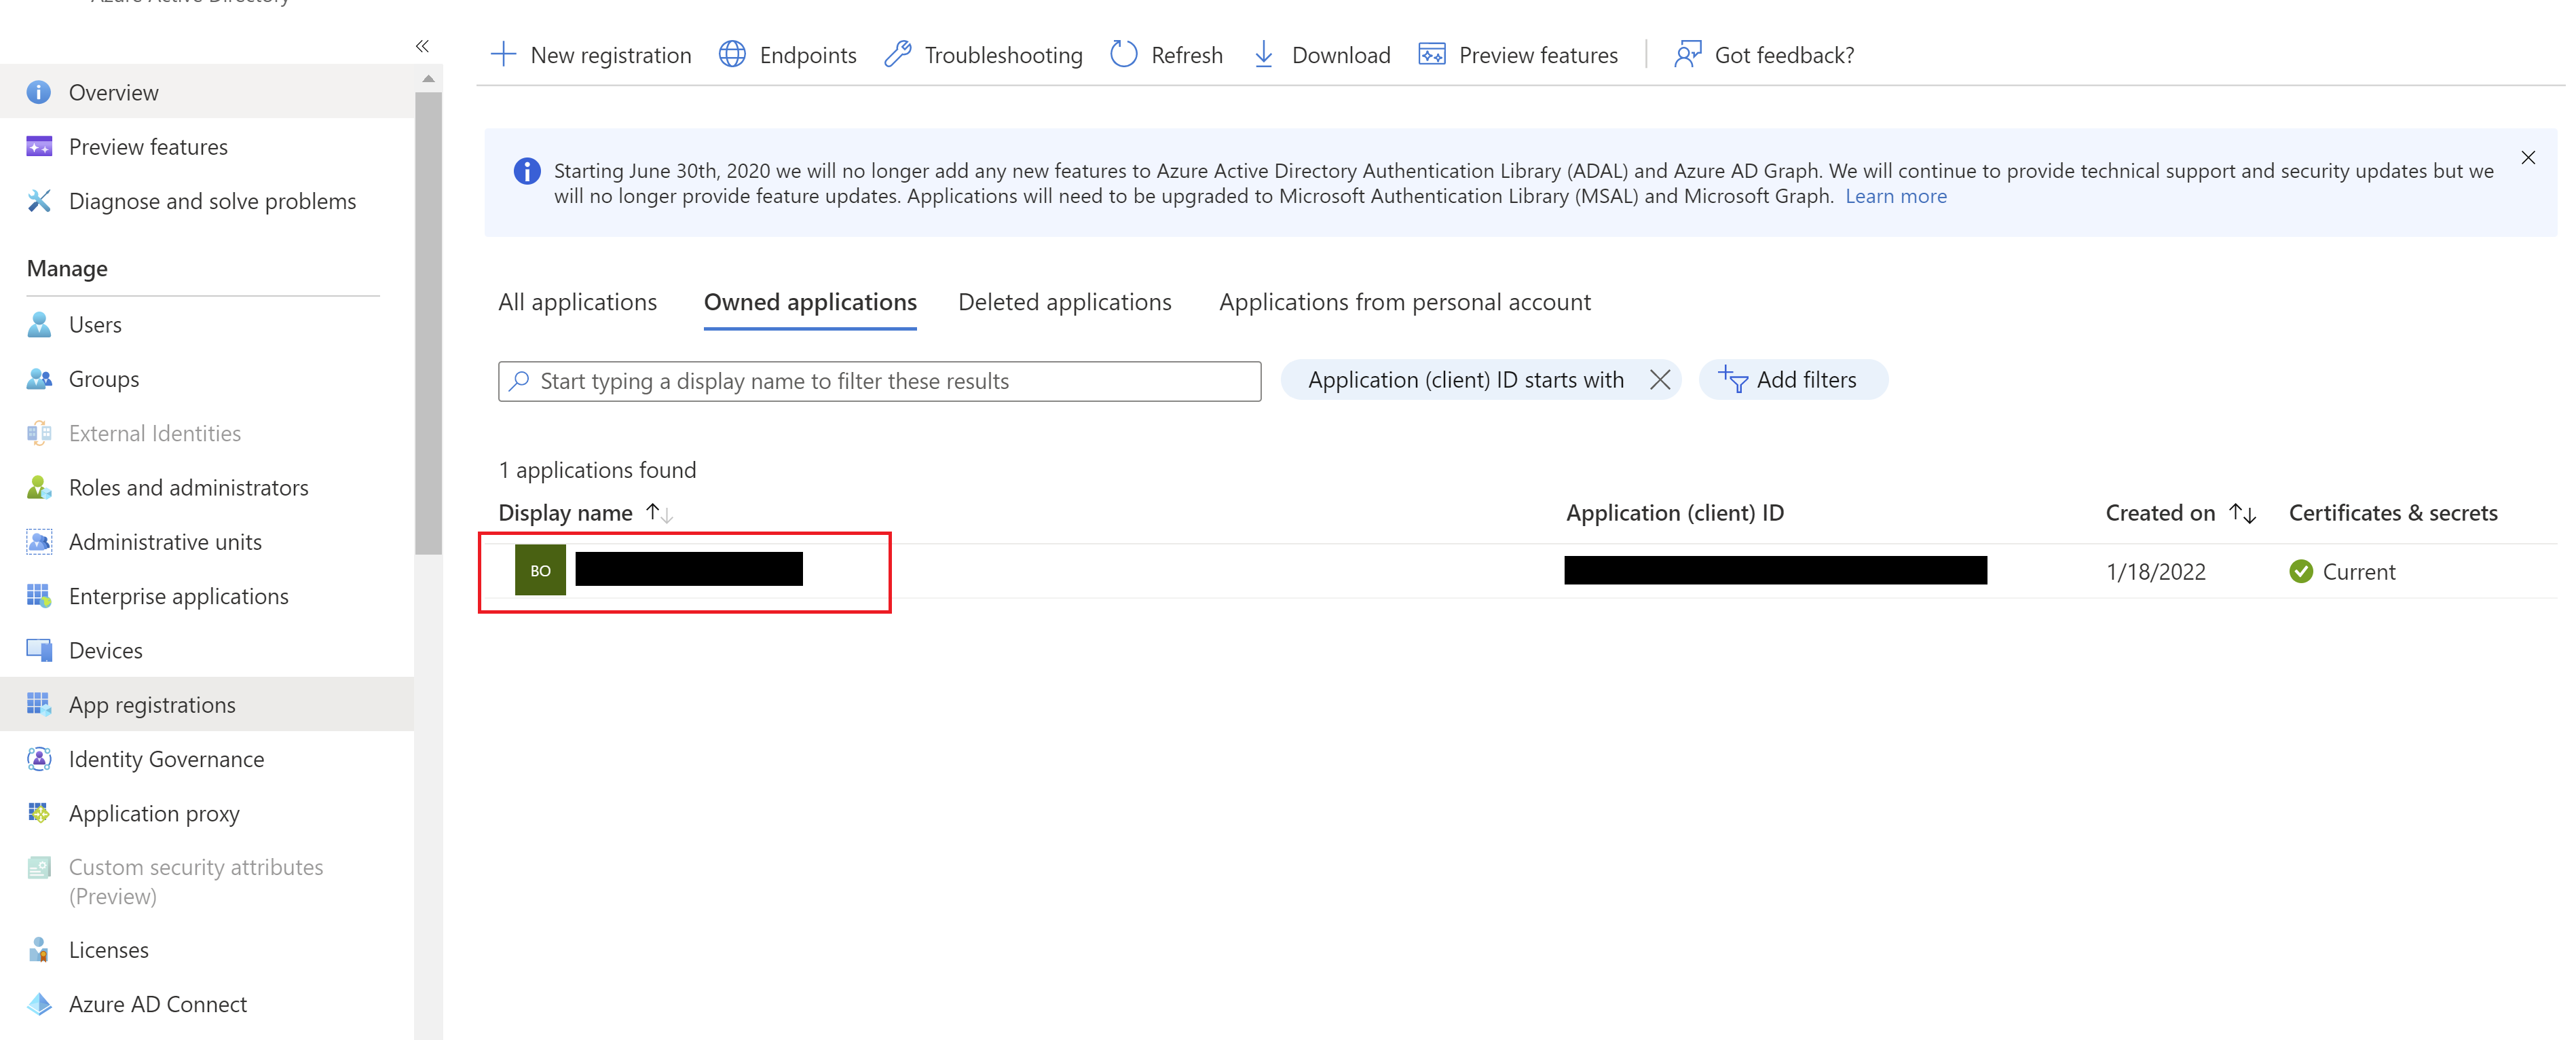 Azure Active Directory
«
Overview
Preview features
Diagnose and solve problems
Manage
Users
Groups
External Identities
Roles and administrators
Administrative units
Enterprise applications
Devices
App registrations
Identity Governance
Application proxy
Custom security attributes
(Preview)
Licenses
Azure AD Connect
New registration Endpoints Troubleshooting Refresh Download Preview features Got feedback?
Starting June 30th, 2020 we will no longer add any new features to Azure Active Directory Authentication Library (ADAL) and Azure AD Graph. We will continue to provide technical support and security updates but we
will no longer provide feature updates. Applications will need to be upgraded to Microsoft Authentication Library (MSAL) and Microsoft Graph. Learn more
All applications Owned applications Deleted applications Applications from personal account
Start typing a display name to filter these results Application (client) ID starts with Add filters
1 applications found
Display name ↑↓ Application (client) ID Created on ↑↓ Certificates & secrets
BO 1/18/2022 Current